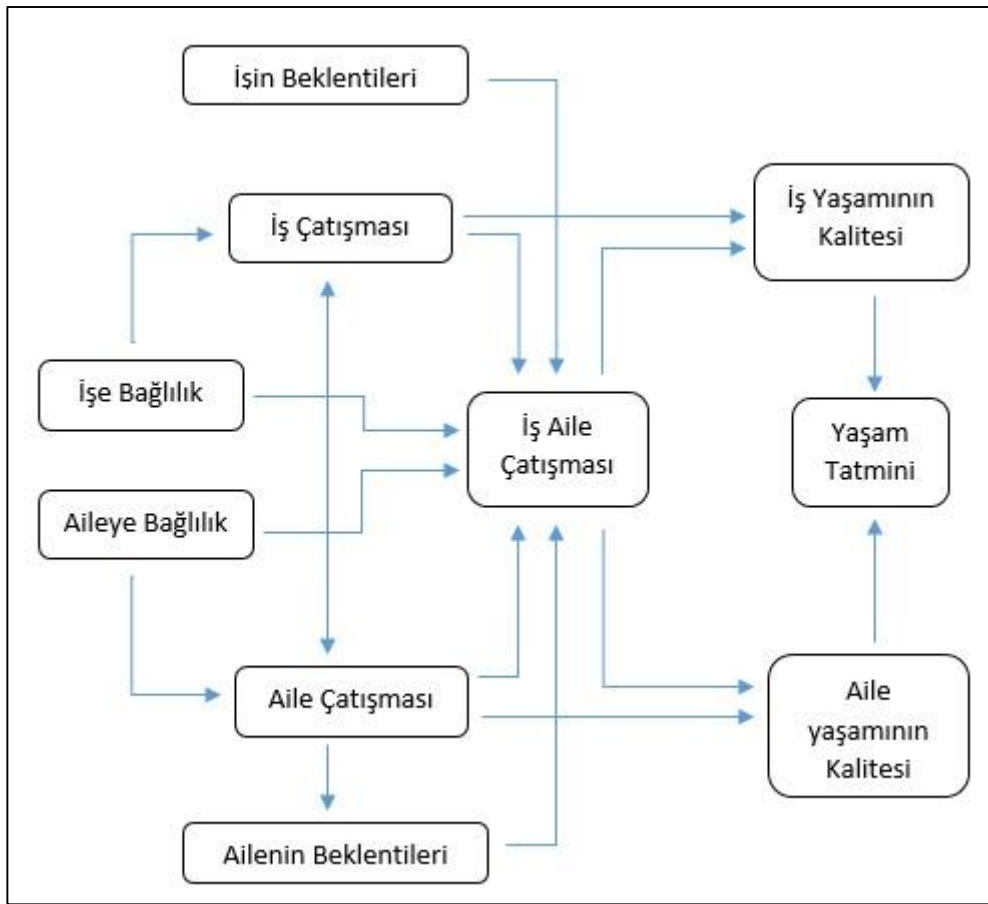 İşin Beklentileri
İş Çatışması
İş Yaşamının
Kalitesi
İşe Bağlılık
İş Aile
Çatışması
Yaşam
Tatmini
Aileye Bağlılık
Aile Çatışması
Aile
yaşamının
Kalitesi
Ailenin Beklentileri